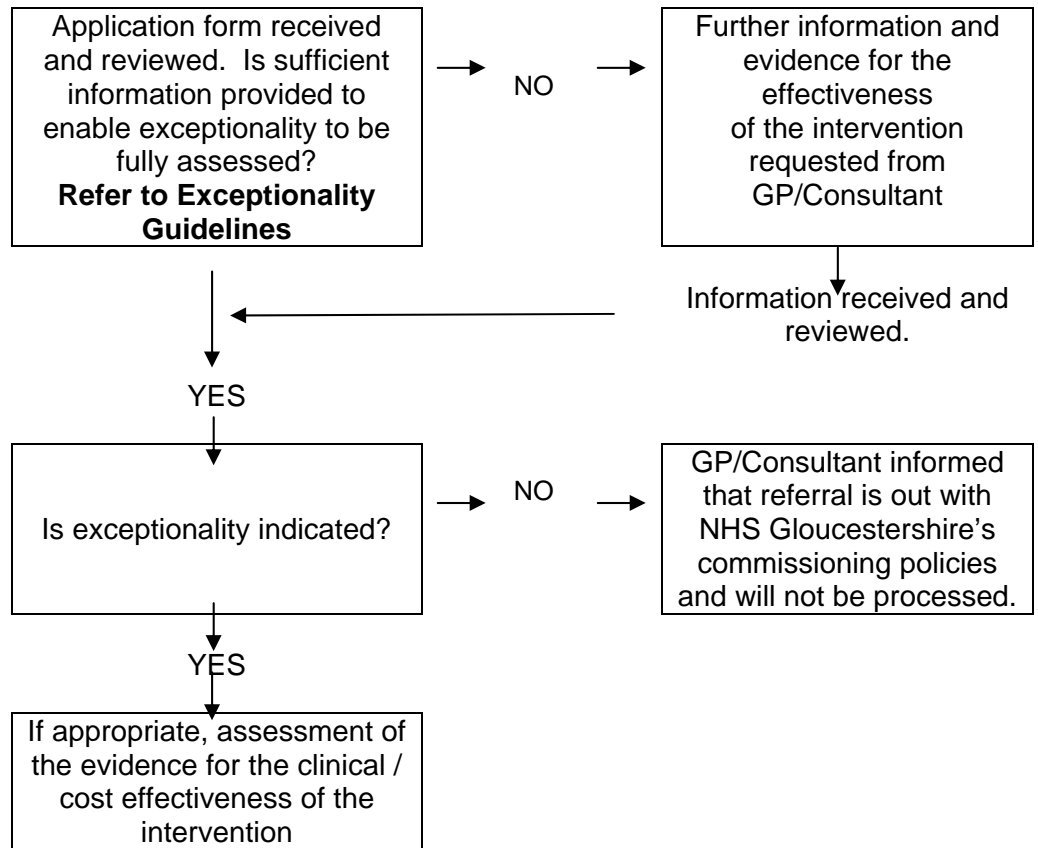 Application form received
and reviewed.  Is sufficient
information provided to
enable exceptionality to be
fully assessed?
Refer to Exceptionality
Guidelines
NO
Further information and
evidence for the
effectiveness
of the intervention
requested from
GP/Consultant
Information received and
reviewed.
YES
Is exceptionality indicated?
NO
GP/Consultant informed
that referral is out with
NHS Gloucestershire’s
commissioning policies
and will not be processed.
YES
If appropriate, assessment of
the evidence for the clinical /
cost effectiveness of the
intervention